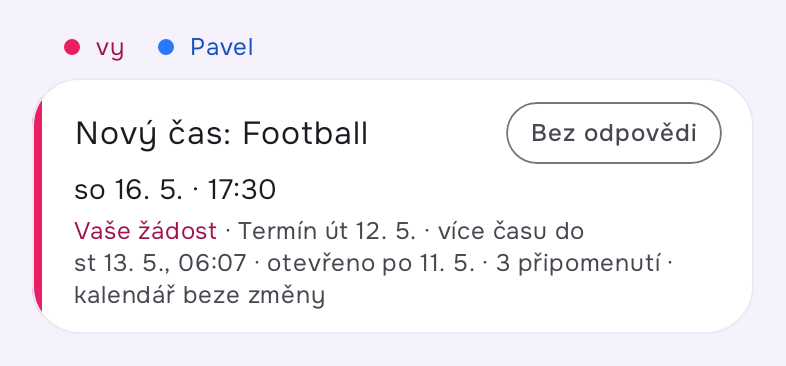 vy Pavel
Nový čas: Football
Bez odpovědi
so 16. 5. · 17:30
Vaše žádost · Termín út 12. 5. · více času do
st 13. 5., 06:07 · otevřeno po 11. 5. · 3 připomenutí ·
kalendář beze změny